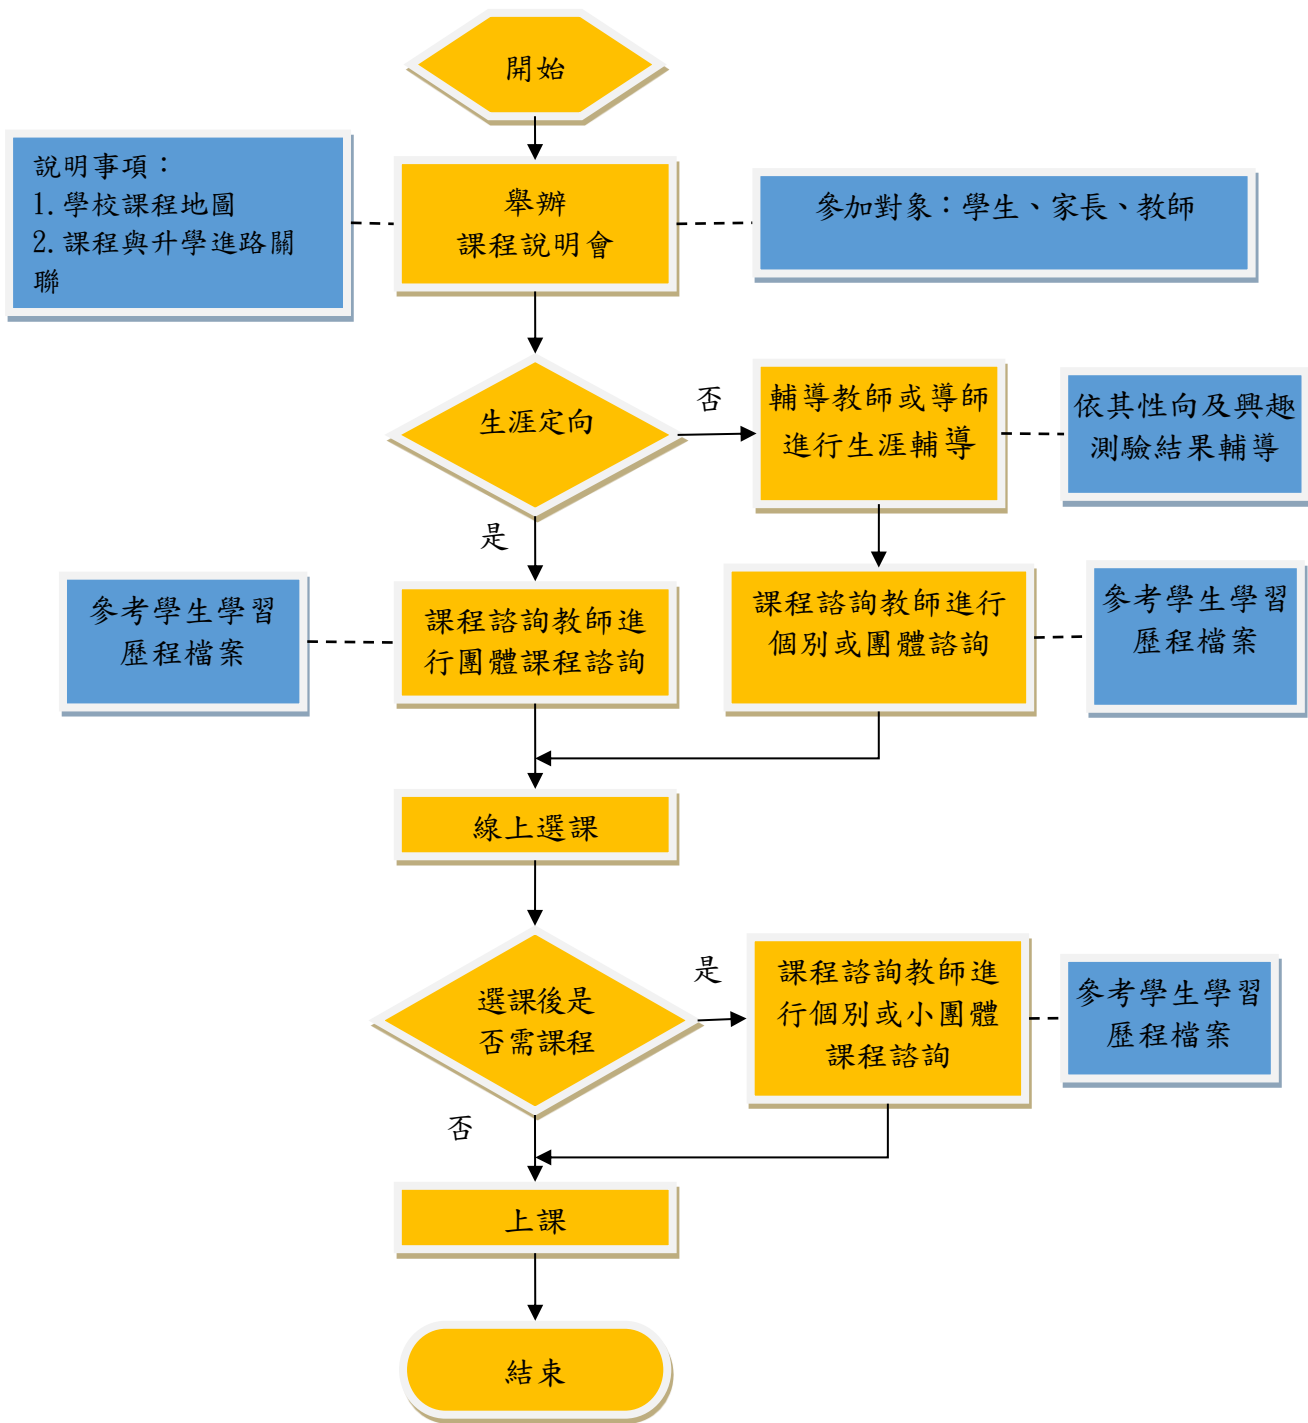 開始
說明事項：
1.學校課程地圖
2.課程與升學進路關
聯
舉辦
課程說明會
參加對象：學生、家長、教師
生涯定向
否
輔導教師或導師
進行生涯輔導
依其性向及興趣
測驗結果輔導
是
參考學生學習
歷程檔案
課程諮詢教師進
行團體課程諮詢
課程諮詢教師進行
個別或團體諮詢
參考學生學習
歷程檔案
線上選課
選課後是
否需課程
是
課程諮詢教師進
行個別或小團體
課程諮詢
參考學生學習
歷程檔案
否
上課
結束